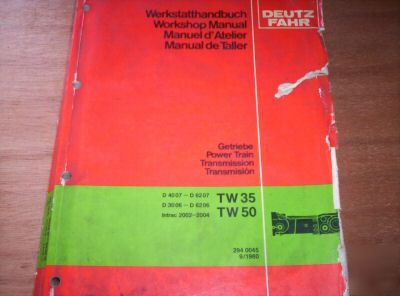 Werkstatthandbuch
Workshop Manual
Manuel d'Atelier
Manual de Taller
DEUTZ
FAHR
Getriebe
Power Train
Transmission
Transmisión
D 4007 - D 6207
D 3006 - D 6206
Intrac 2002-2004
TW 35
TW 50
294 0045
9/1980